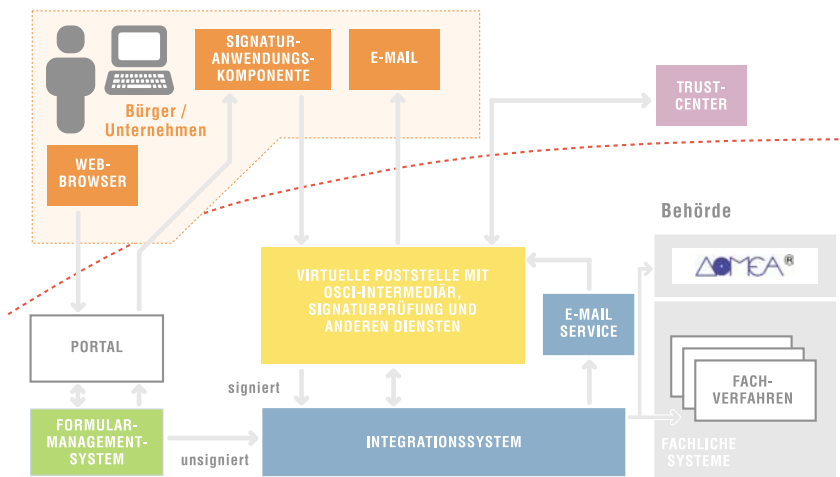 SIGNATUR-
ANWENDUNGS-
KOMPONENTE
E-MAIL
Bürger /
Unternehmen
WEB-
BROWSER
TRUST-
CENTER
Behörde
DOMEA®
VIRTUELLE POSTSTELLE MIT
OSCI-INTERMEDIÄR,
SIGNATURPRÜFUNG UND
ANDEREN DIENSTEN
E-MAIL
SERVICE
PORTAL
FACH-
VERFAHREN
signiert
FORMULAR-
MANAGEMENT-
SYSTEM
unsigniert
INTEGRATIONSSYSTEM
FACHLICHE
SYSTEME